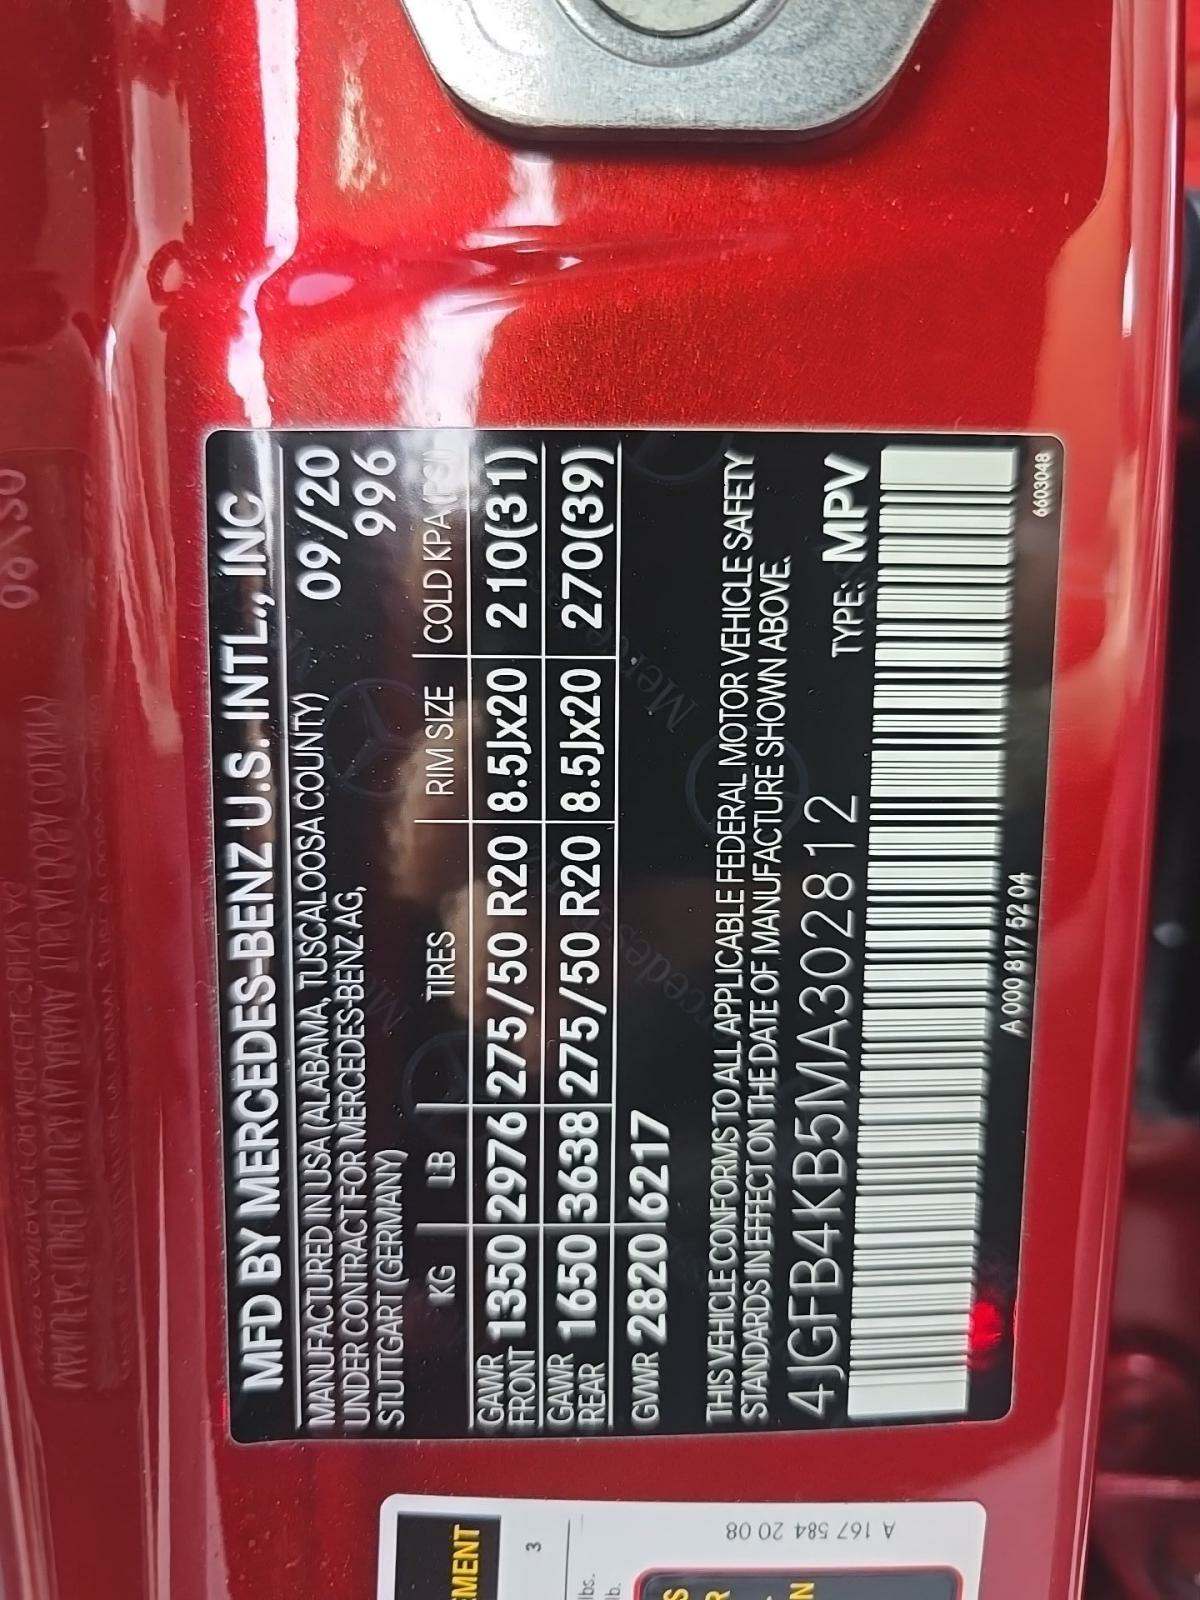 MFD BY MERCEDES-BENZ U.S. INTL., INC
MANUFACTURED IN USA (ALABAMA, TUSCALOOSA COUNTY) 09/20
UNDER CONTRACT FOR MERCEDES-BENZ AG, 996
STUTTGART (GERMANY)
KG LB TIRES RIM SIZE COLD KPA (PSI)
GAWR FRONT 1350 2976 275/50 R20 8.5Jx20 210(31)
GAWR REAR 1650 3638 275/50 R20 8.5Jx20 270(39)
GVWR 2820 6217
THIS VEHICLE CONFORMS TO ALL APPLICABLE FEDERAL MOTOR VEHICLE SAFETY
STANDARDS IN EFFECT ON THE DATE OF MANUFACTURE SHOWN ABOVE.
4JGFB4KB5MA302812 TYPE: MPV
A 000 817 52 04 6603048
3
lbs.
lb.
A 167 584 20 08